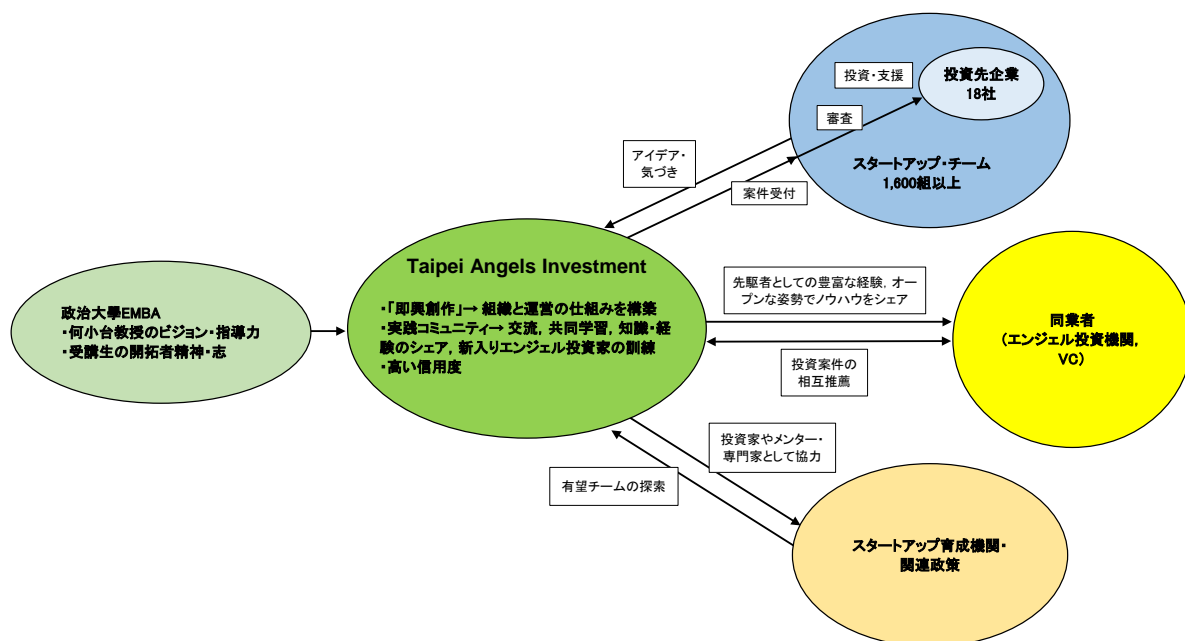 投資・支援
投資先企業
18社
審査
スタートアップ・チーム
1,600組以上
アイデア・
気づき
案件受付
政治大學EMBA
・何小台教授のビジョン・指導力
・受講生の開拓者精神・志
Taipei Angels Investment
・「即興創作」→ 組織と運営の仕組みを構築
・実践コミュニティ→ 交流，共同学習，知識・経
験のシェア，新入りエンジェル投資家の訓練
・高い信用度
先駆者としての豊富な経験，オー
プンな姿勢でノウハウをシェア
投資案件の
相互推薦
同業者
（エンジェル投資機関，
VC）
投資家やメンター・
専門家として協力
有望チームの探索
スタートアップ育成機関・
関連政策